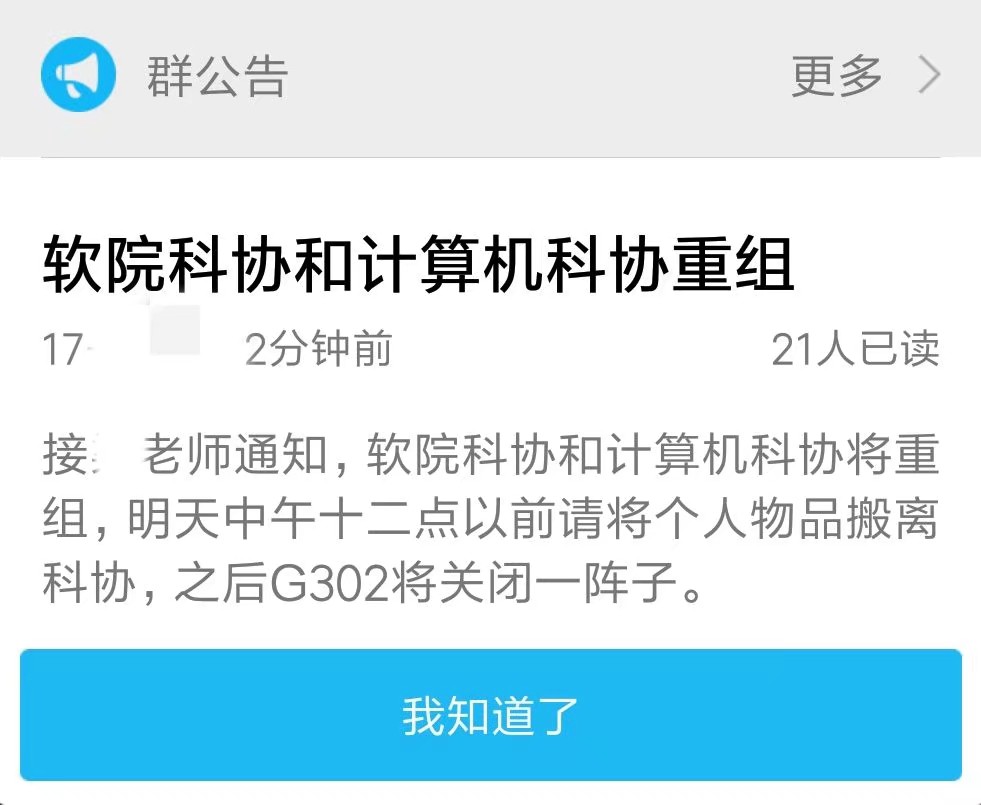 群公告 更多
软院科协和计算机科协重组
17- 2分钟前 21人已读
接 老师通知，软院科协和计算机科协将重
组，明天中午十二点以前请将个人物品搬离
科协，之后G302将关闭一阵子。
我知道了